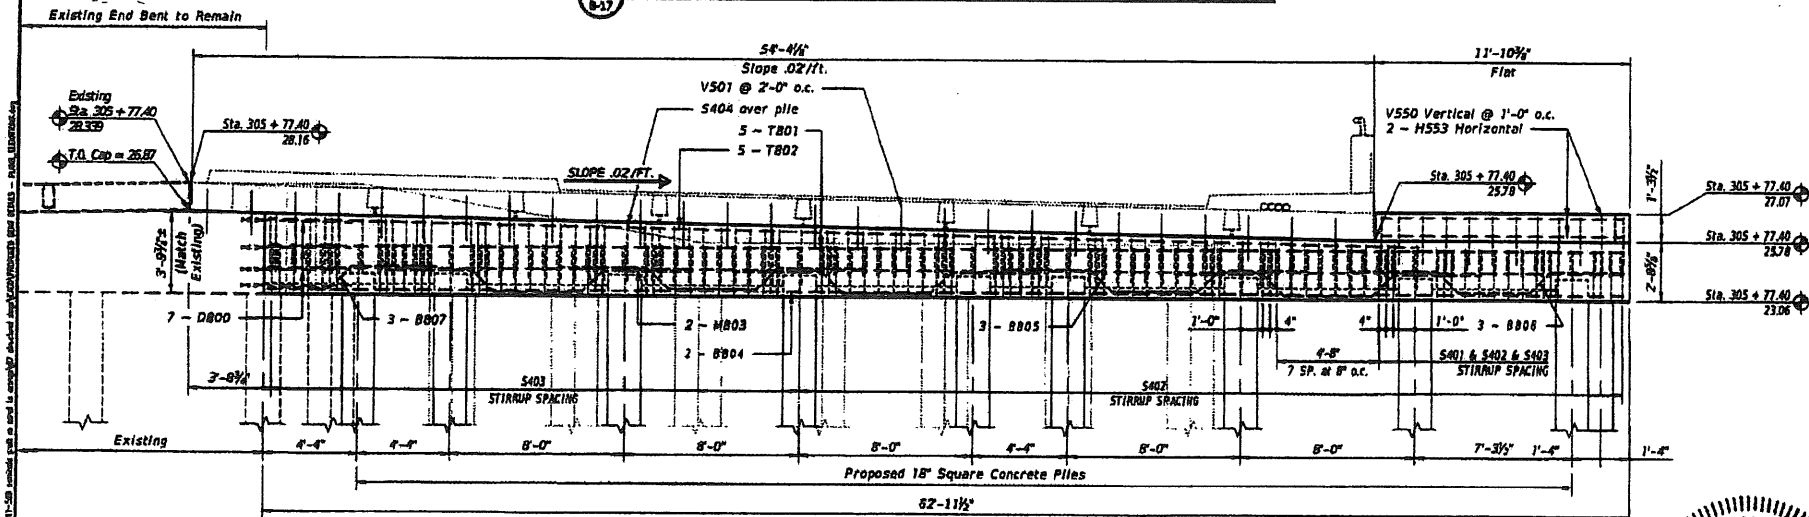 B-17
Existing End Bent to Remain
54'-4⅛"
Slope .02'/ft.
11'-10⅜"
Flat
V501 @ 2'-0" o.c.
S404 over pile
5 ~ T801
5 ~ T802
V550 Vertical @ 1'-0" o.c.
2 ~ H553 Horizontal
Existing
Sta. 305 + 77.40
28.339
Sta. 305 + 77.40
28.16
T.O. Cap = 26.87
SLOPE .02/FT.
Sta. 305 + 77.40
25.79
1'-3½"
Sta. 305 + 77.40
27.07
Sta. 305 + 77.40
25.78
3'-9½"±
(Match
Existing)
2'-8⅝"
Sta. 305 + 77.40
23.06
7 ~ D800
3 ~ B807
2 ~ M803
2 ~ B804
3 ~ B805
1'-0"
4"
4"
1'-0"
3 ~ B806
4'-8"
7 SP. at 8" o.c.
S401 & S402 & S403
STIRRUP SPACING
3'-8¾"
S403
STIRRUP SPACING
S402
STIRRUP SPACING
Existing
4'-4"
4'-4"
8'-0"
8'-0"
8'-0"
4'-4"
8'-0"
8'-0"
7'-3½"
1'-4"
1'-4"
Proposed 18" Square Concrete Piles
62'-11½"